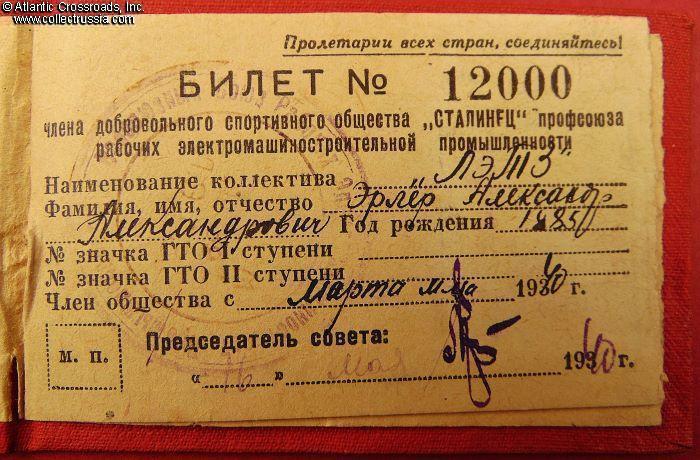 © Atlantic Crossroads, Inc.
www.collectrussia.com
Пролетарии всех стран, соединяйтесь!
БИЛЕТ № 12000
члена добровольного спортивного общества „СТАЛИНЕЦ" профсоюза
рабочих электромашиностроительной промышленности
Наименование коллектива „ЛЭМЗ"
Фамилия, имя, отчество Эрлер Александр
Александрович Год рождения
№ значка ГТО I ступени
№ значка ГТО II ступени
Член общества с марта м-ца 1940 г.
Председатель совета:
м. п.
„16" мая 1940 г.